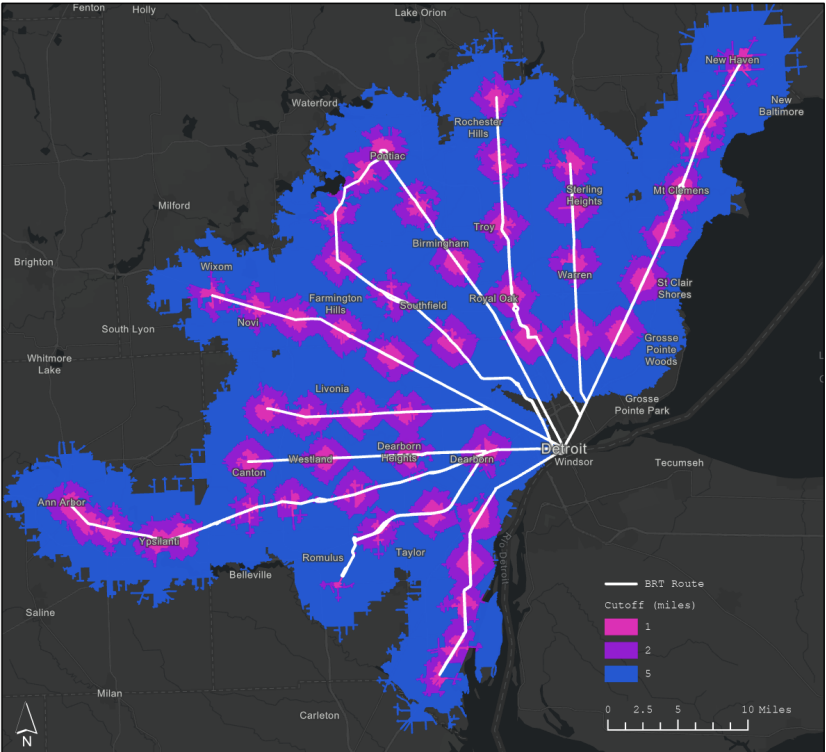 Fenton
Holly
Lake Orion
New Haven
New
Baltimore
Waterford
Rochester
Hills
Pontiac
Sterling
Heights
Mt Clemens
Milford
Troy
Birmingham
Brighton
Wixom
Warren
St Clair
Shores
Farmington
Hills
Southfield
Royal Oak
Novi
South Lyon
Whitmore
Lake
Grosse
Pointe
Woods
Livonia
Grosse
Pointe Park
Dearborn
Heights
Detroit
Canton
Westland
Dearborn
Windsor
Tecumseh
Ann Arbor
Ypsilanti
Rio Detroit
Romulus
Taylor
Belleville
Saline
Milan
Carleton
BRT Route
Cutoff (miles)
1
2
5
0 2.5 5 10 Miles
N